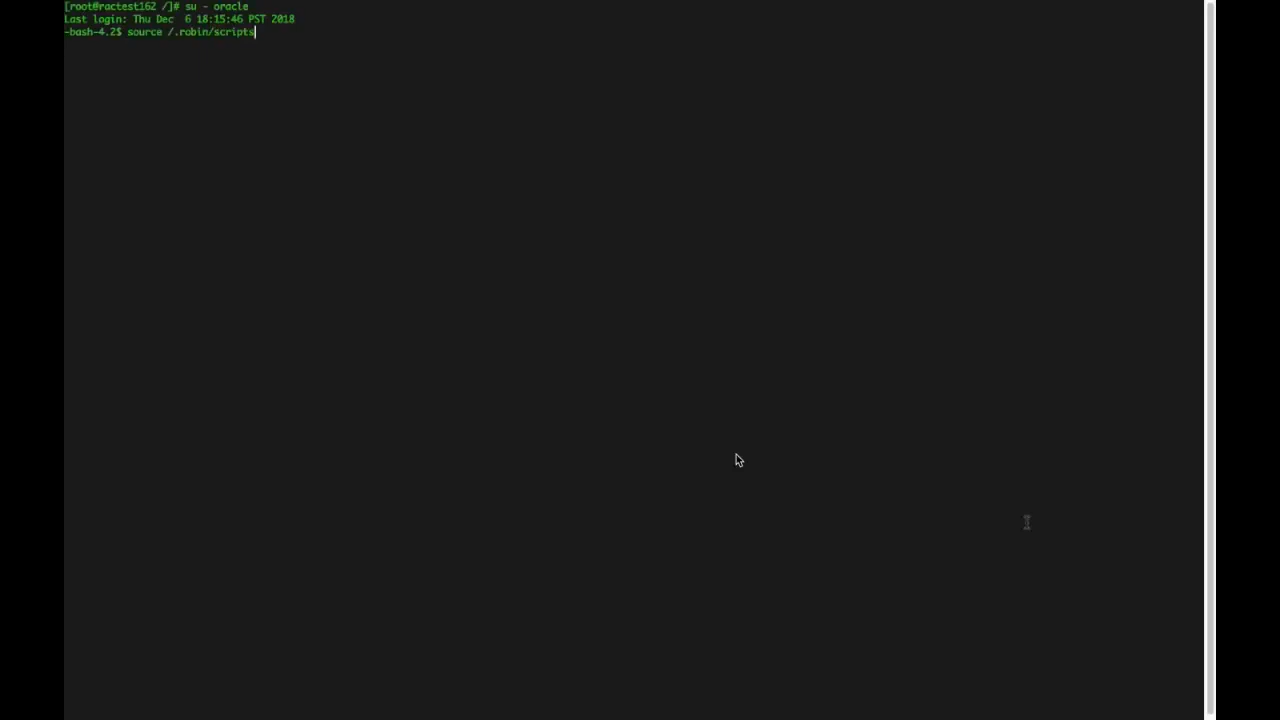 [root@ractest162 /]# su - oracle
Last login: Thu Dec  6 18:15:46 PST 2018
-bash-4.2$ source /.robin/scripts